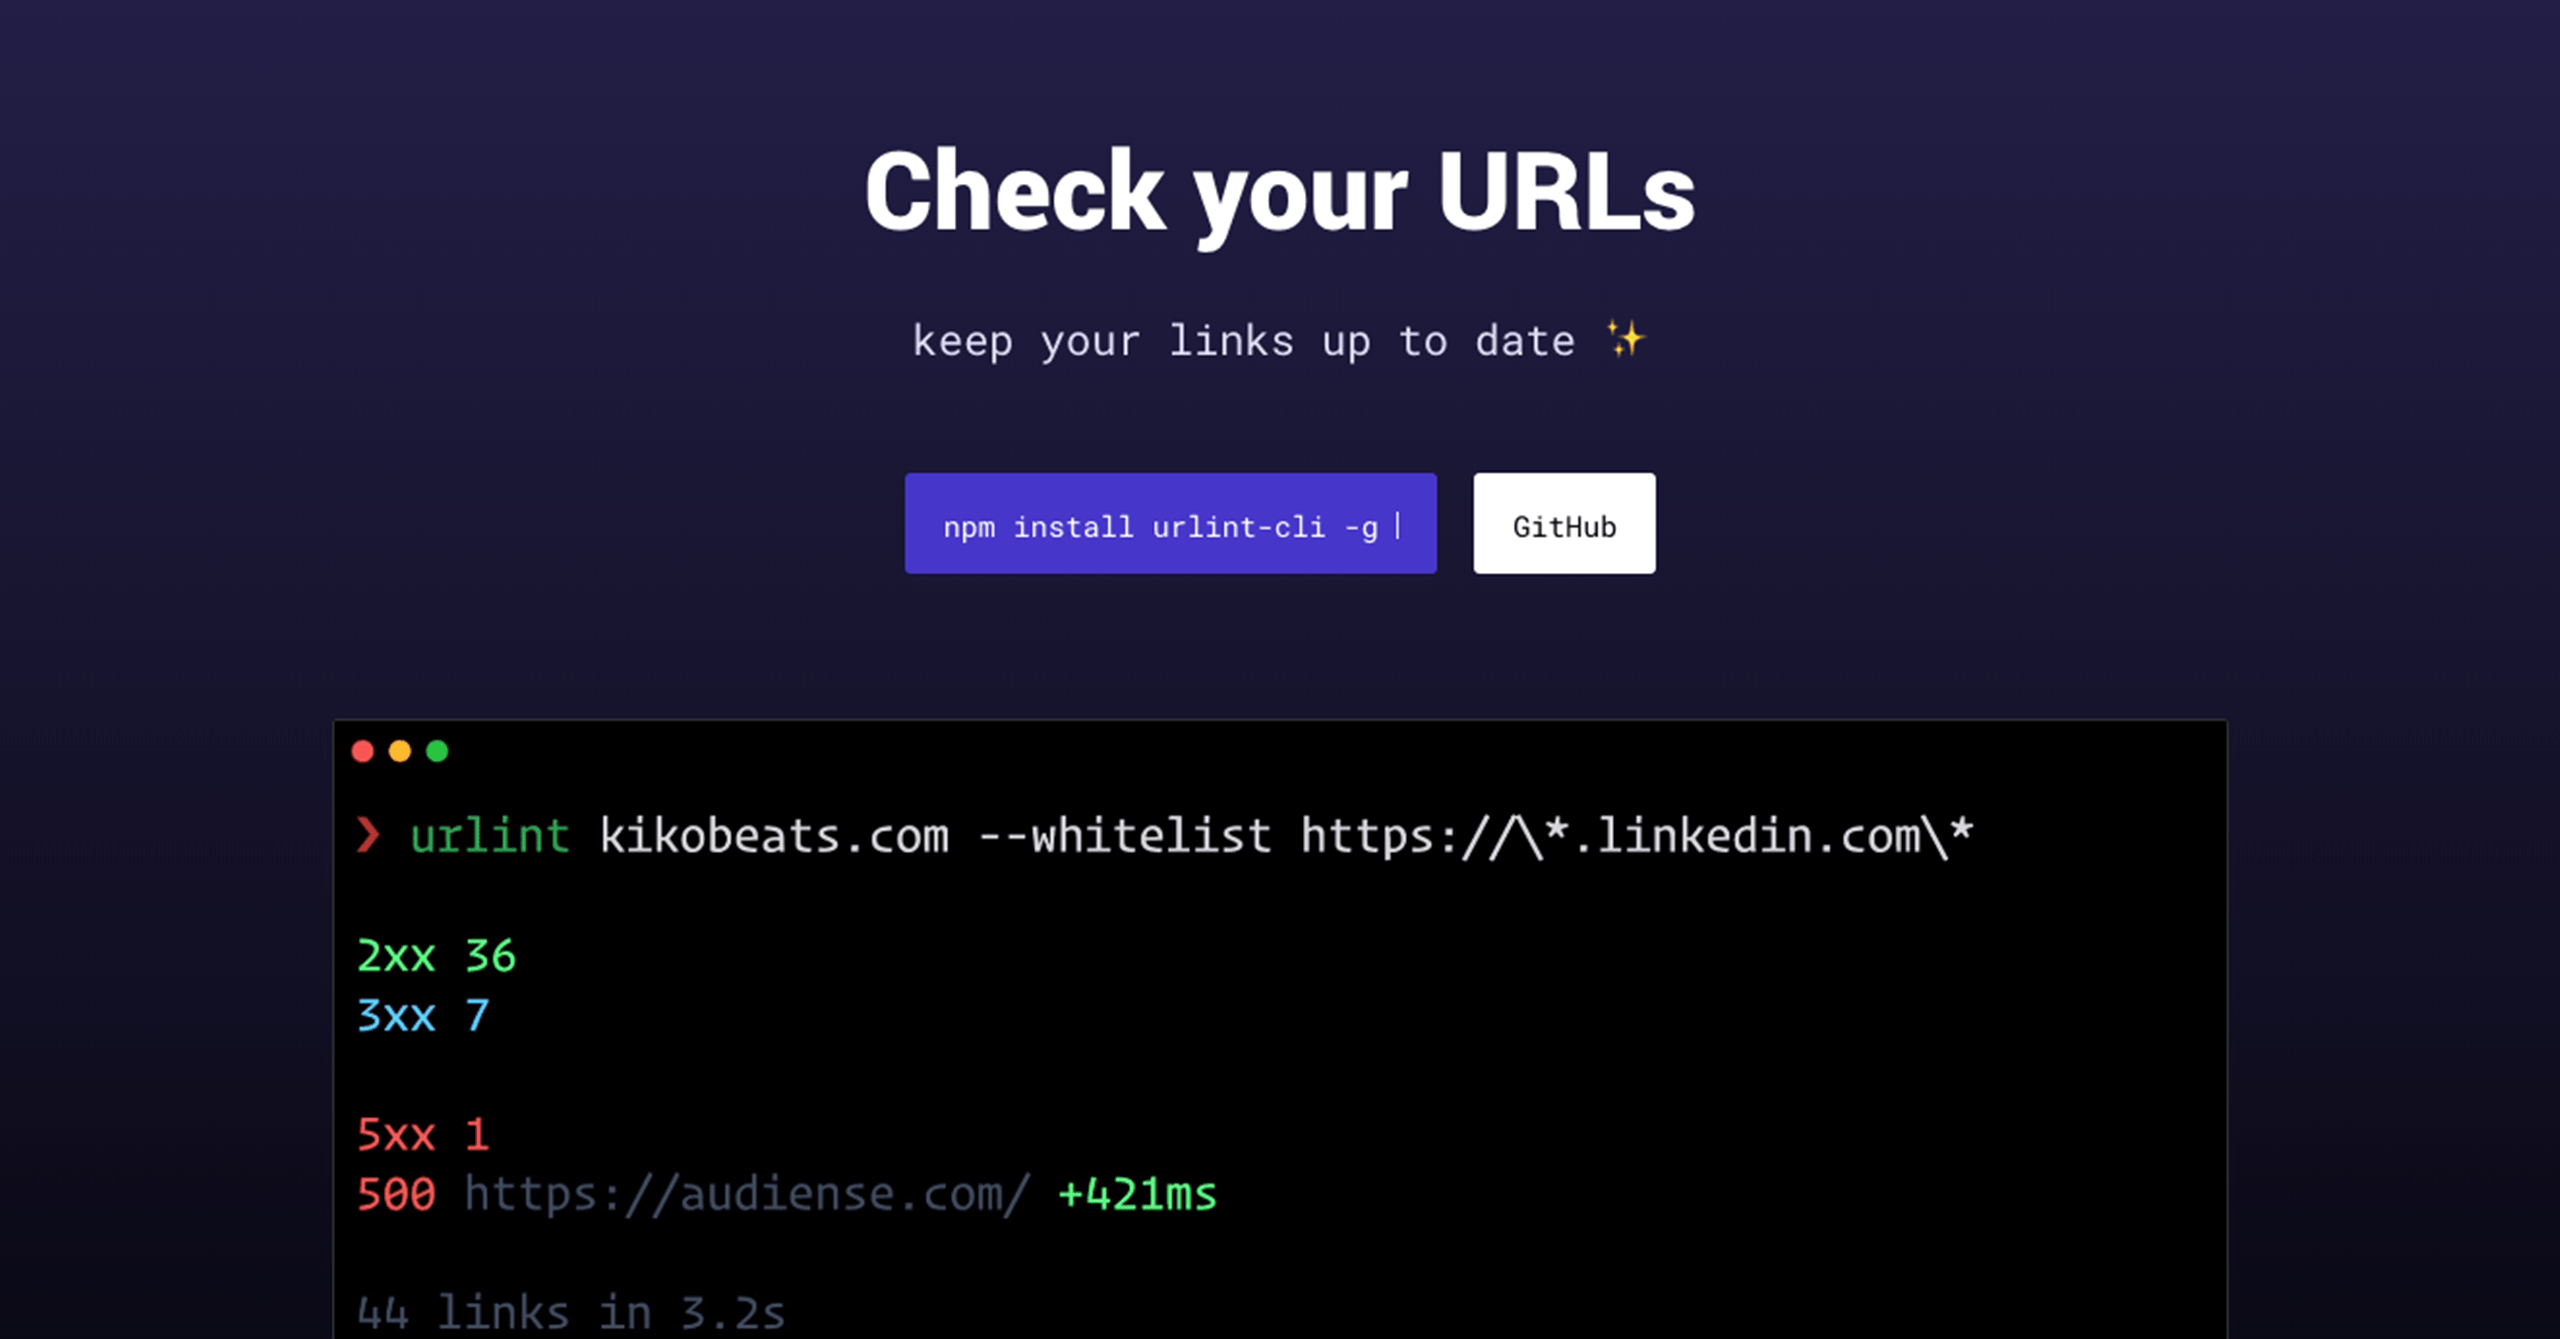 Check your URLs
keep your links up to date ✨
npm install urlint-cli -g |
GitHub
❯ urlint kikobeats.com --whitelist https://\*.linkedin.com\*
2xx 36
3xx 7
5xx 1
500 https://audiense.com/ +421ms
44 links in 3.2s